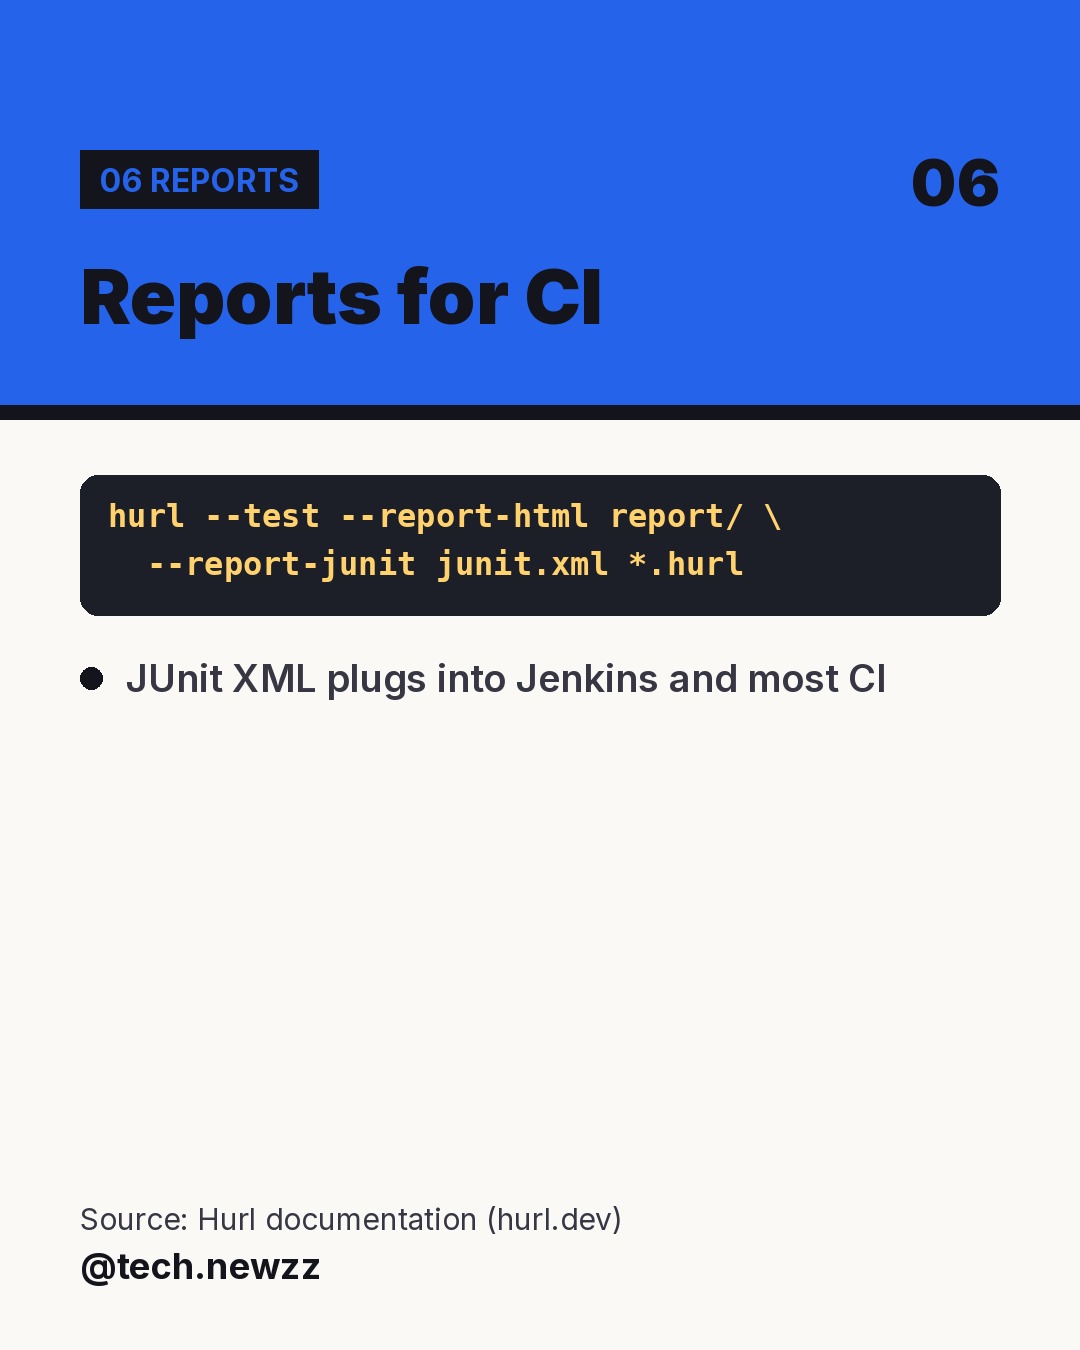 06 REPORTS
06
Reports for CI
hurl --test --report-html report/ \
--report-junit junit.xml *.hurl
JUnit XML plugs into Jenkins and most CI
Source: Hurl documentation (hurl.dev)
@tech.newzz